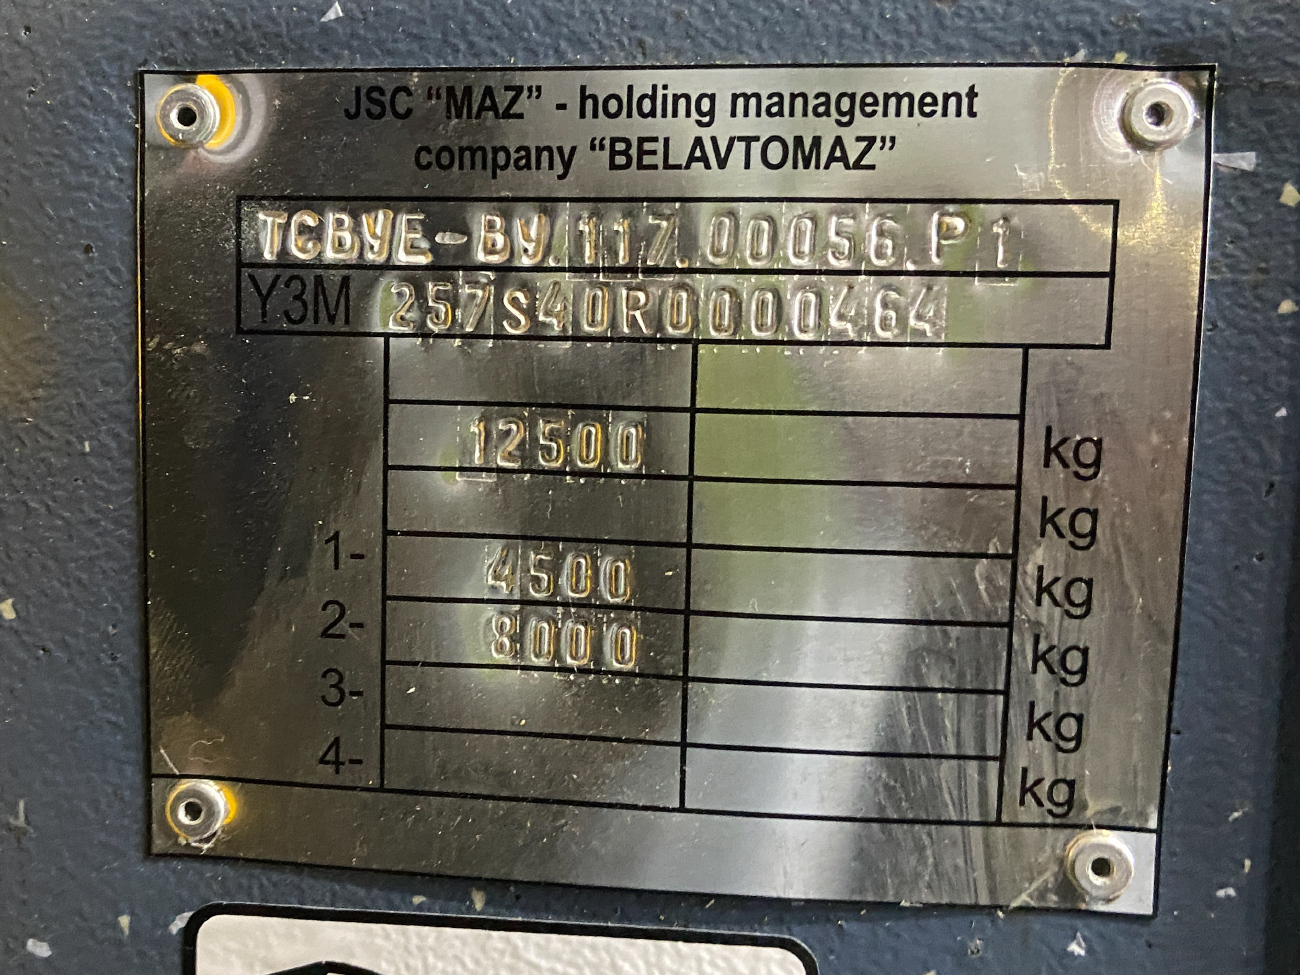 JSC “MAZ” - holding management
company “BELAVTOMAZ”
TCBYE-BY.117.00056.P1
Y3M 257S40R0000464
12500 kg
kg
1- 4500 kg
2- 8000 kg
3- kg
4- kg